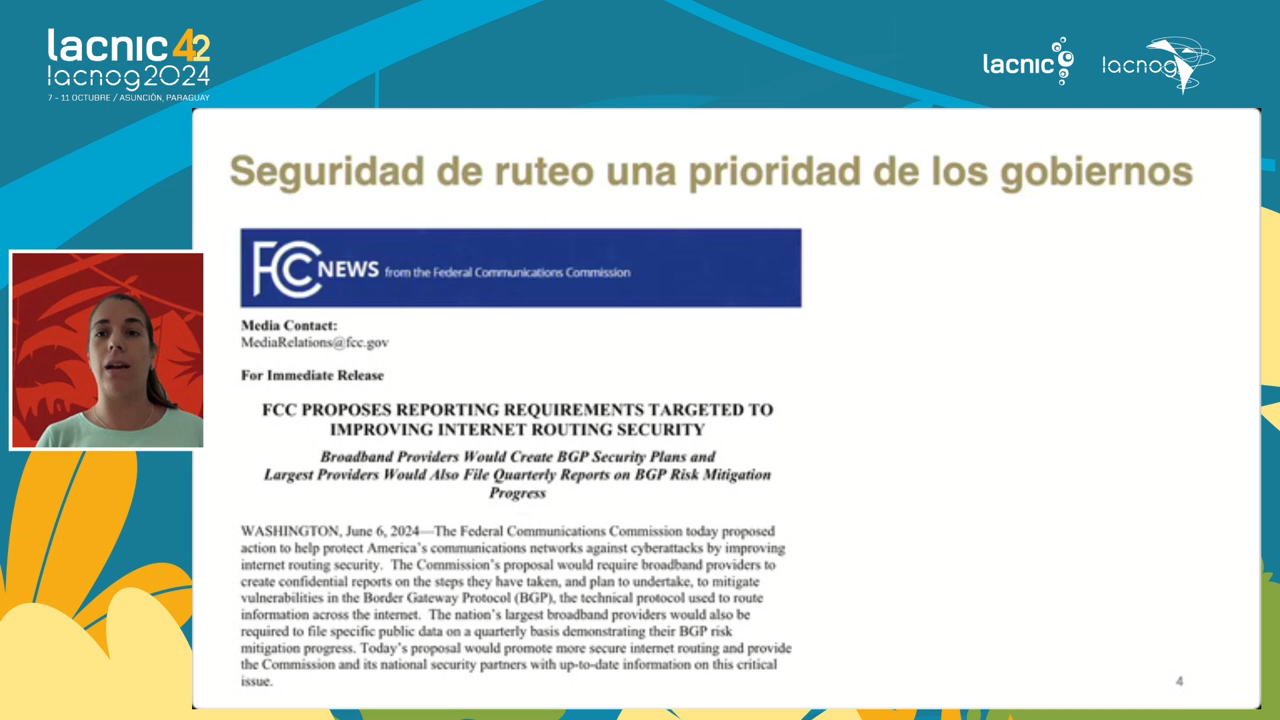 lacnic 42
lacnog2024
7 - 11 OCTUBRE / ASUNCIÓN, PARAGUAY
lacnic
lacnog
Seguridad de ruteo una prioridad de los gobiernos
FCC NEWS from the Federal Communications Commission
Media Contact:
MediaRelations@fcc.gov
For Immediate Release
FCC PROPOSES REPORTING REQUIREMENTS TARGETED TO
IMPROVING INTERNET ROUTING SECURITY
Broadband Providers Would Create BGP Security Plans and
Largest Providers Would Also File Quarterly Reports on BGP Risk Mitigation
Progress
WASHINGTON, June 6, 2024—The Federal Communications Commission today proposed
action to help protect America's communications networks against cyberattacks by improving
internet routing security. The Commission's proposal would require broadband providers to
create confidential reports on the steps they have taken, and plan to undertake, to mitigate
vulnerabilities in the Border Gateway Protocol (BGP), the technical protocol used to route
information across the internet. The nation's largest broadband providers would also be
required to file specific public data on a quarterly basis demonstrating their BGP risk
mitigation progress. Today's proposal would promote more secure internet routing and provide
the Commission and its national security partners with up-to-date information on this critical
issue.
4